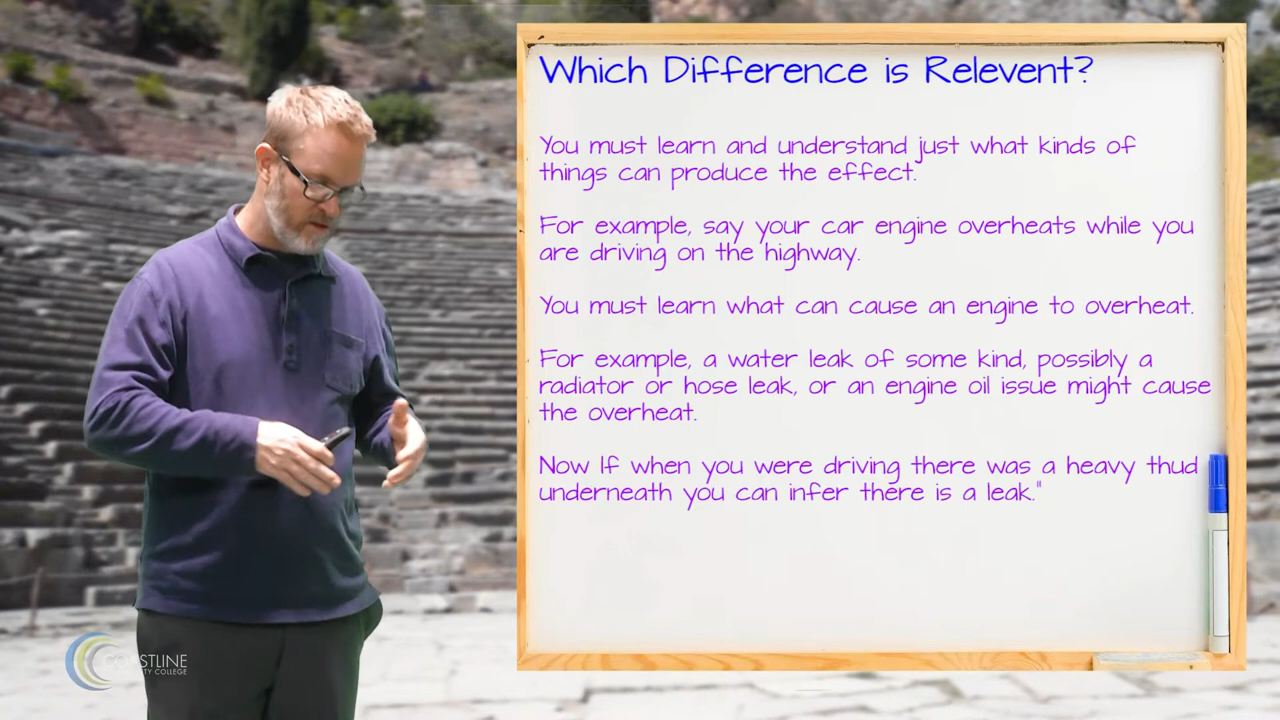 Which Difference is Relevent?
You must learn and understand just what kinds of
things can produce the effect.
For example, say your car engine overheats while you
are driving on the highway.
You must learn what can cause an engine to overheat.
For example, a water leak of some kind, possibly a
radiator or hose leak, or an engine oil issue might cause
the overheat.
Now If when you were driving there was a heavy thud
underneath you can infer there is a leak."
COASTLINE
COLLEGE